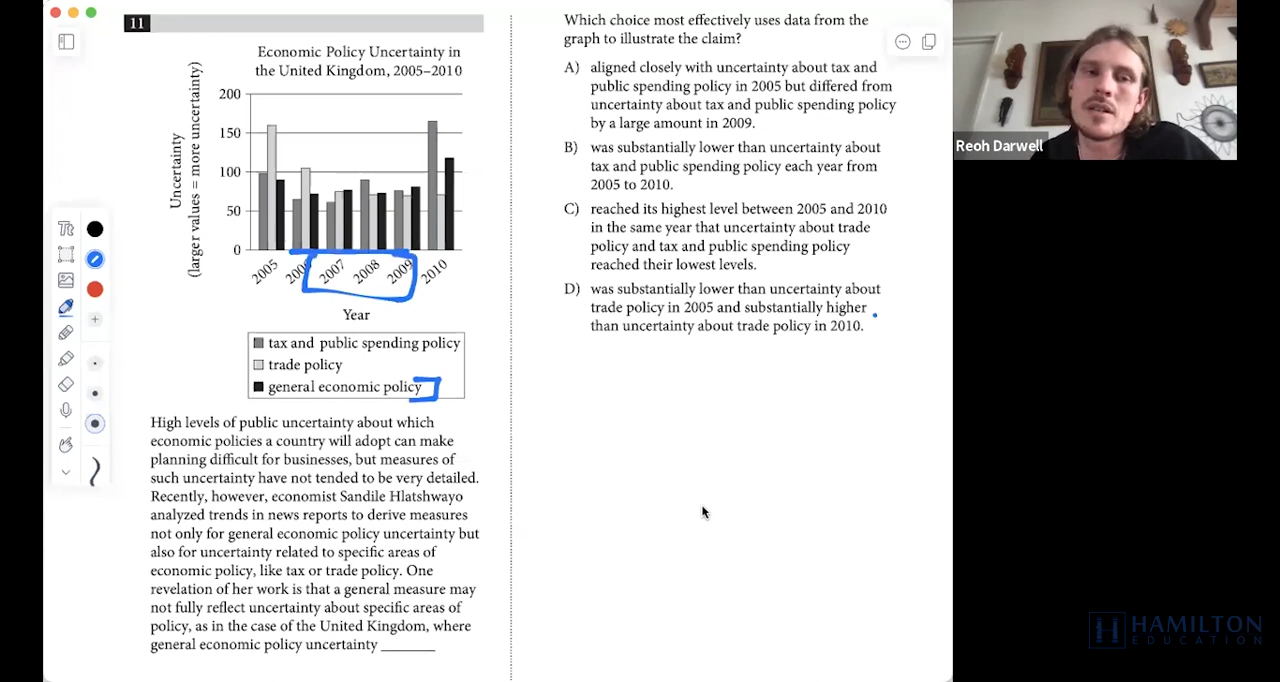 11
Economic Policy Uncertainty in
the United Kingdom, 2005–2010
Uncertainty
(larger values = more uncertainty)
200
150
100
50
0
2005
2006
2007
2008
2009
2010
Year
tax and public spending policy
trade policy
general economic policy
High levels of public uncertainty about which
economic policies a country will adopt can make
planning difficult for businesses, but measures of
such uncertainty have not tended to be very detailed.
Recently, however, economist Sandile Hlatshwayo
analyzed trends in news reports to derive measures
not only for general economic policy uncertainty but
also for uncertainty related to specific areas of
economic policy, like tax or trade policy. One
revelation of her work is that a general measure may
not fully reflect uncertainty about specific areas of
policy, as in the case of the United Kingdom, where
general economic policy uncertainty ______
Which choice most effectively uses data from the
graph to illustrate the claim?
A) aligned closely with uncertainty about tax and
public spending policy in 2005 but differed from
uncertainty about tax and public spending policy
by a large amount in 2009.
B) was substantially lower than uncertainty about
tax and public spending policy each year from
2005 to 2010.
C) reached its highest level between 2005 and 2010
in the same year that uncertainty about trade
policy and tax and public spending policy
reached their lowest levels.
D) was substantially lower than uncertainty about
trade policy in 2005 and substantially higher
than uncertainty about trade policy in 2010.
Reoh Darwell
HAMILTON
EDUCATION